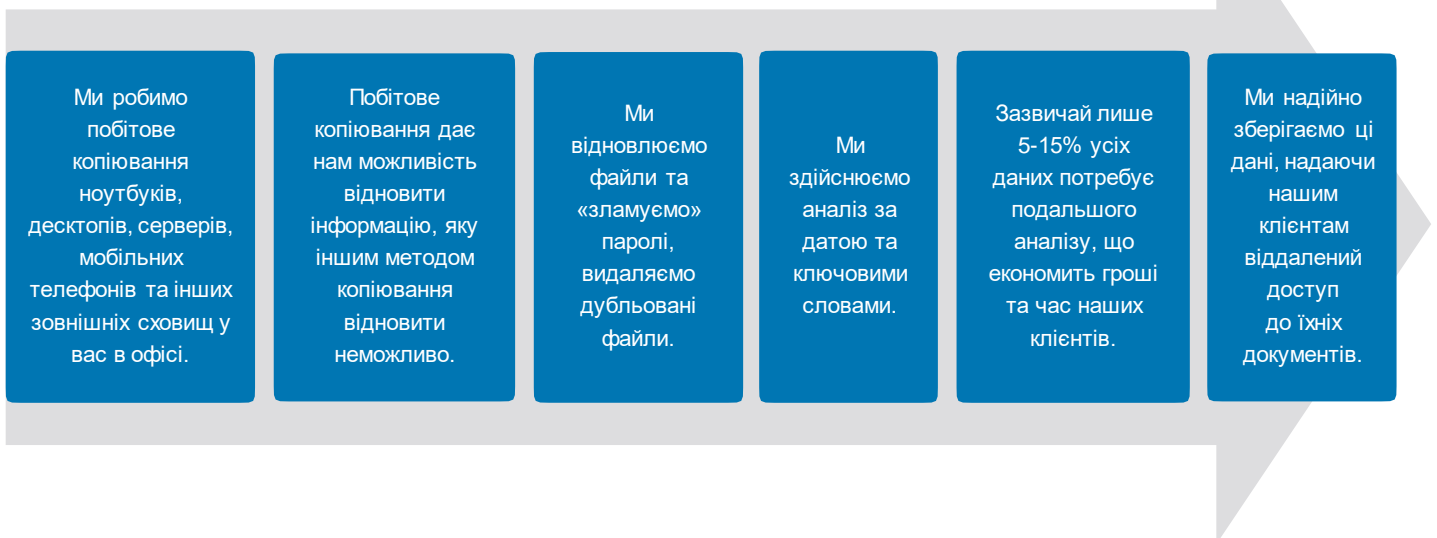 Ми робимо
побітове
копіювання
ноутбуків,
десктопів, серверів,
мобільних
телефонів та інших
зовнішніх сховищ у
вас в офісі.
Побітове
копіювання дає
нам можливість
відновити
інформацію, яку
іншим методом
копіювання
відновити
неможливо.
Ми
відновлюємо
файли та
«зламуємо»
паролі,
видаляємо
дубльовані
файли.
Ми
здійснюємо
аналіз за
датою та
ключовими
словами.
Зазвичай лише
5-15% усіх
даних потребує
подальшого
аналізу, що
економить гроші
та час наших
клієнтів.
Ми надійно
зберігаємо ці
дані, надаючи
нашим
клієнтам
віддалений
доступ
до їхніх
документів.